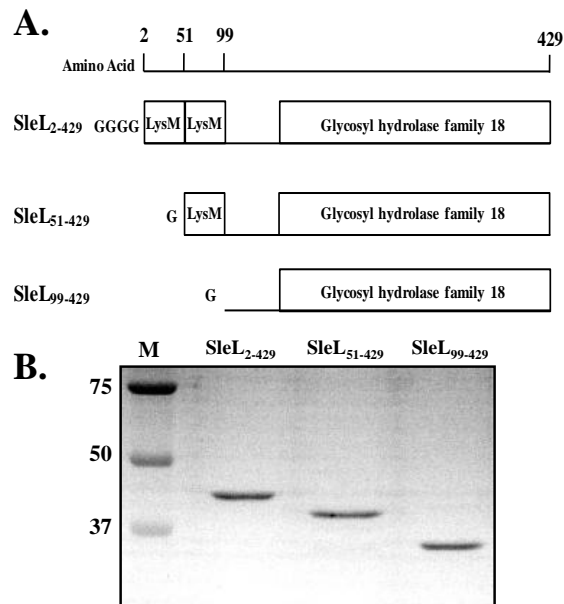 A.
2 51 99 429
Amino Acid
SleL2-429 GGGG LysM LysM Glycosyl hydrolase family 18
SleL51-429 G LysM Glycosyl hydrolase family 18
SleL99-429 G Glycosyl hydrolase family 18
B.
M SleL2-429 SleL51-429 SleL99-429
75
50
37